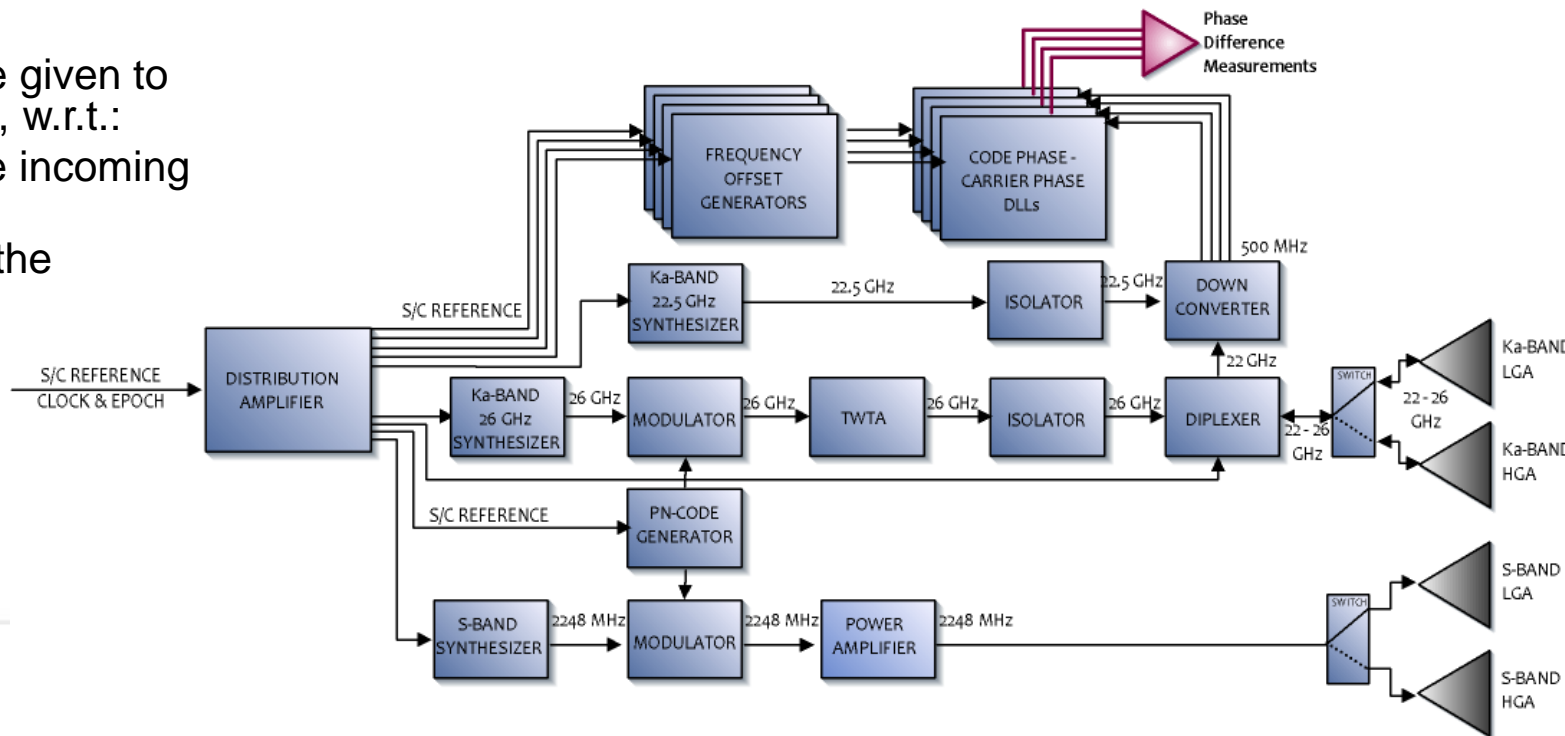 e given to
, w.r.t.:
e incoming
the
Phase
Difference
Measurements
FREQUENCY
OFFSET
GENERATORS
CODE PHASE -
CARRIER PHASE
DLLs
500 MHz
S/C REFERENCE
Ka-BAND
22.5 GHz
SYNTHESIZER
22.5 GHz
ISOLATOR
22.5 GHz
DOWN
CONVERTER
22 GHz
S/C REFERENCE
CLOCK & EPOCH
DISTRIBUTION
AMPLIFIER
Ka-BAND
26 GHz
SYNTHESIZER
26 GHz
MODULATOR
26 GHz
TWTA
26 GHz
ISOLATOR
26 GHz
DIPLEXER
22 - 26
GHz
SWITCH
22 - 26
GHz
Ka-BAND
LGA
Ka-BAND
HGA
S/C REFERENCE
PN-CODE
GENERATOR
S-BAND
SYNTHESIZER
2248 MHz
MODULATOR
2248 MHz
POWER
AMPLIFIER
2248 MHz
SWITCH
S-BAND
LGA
S-BAND
HGA